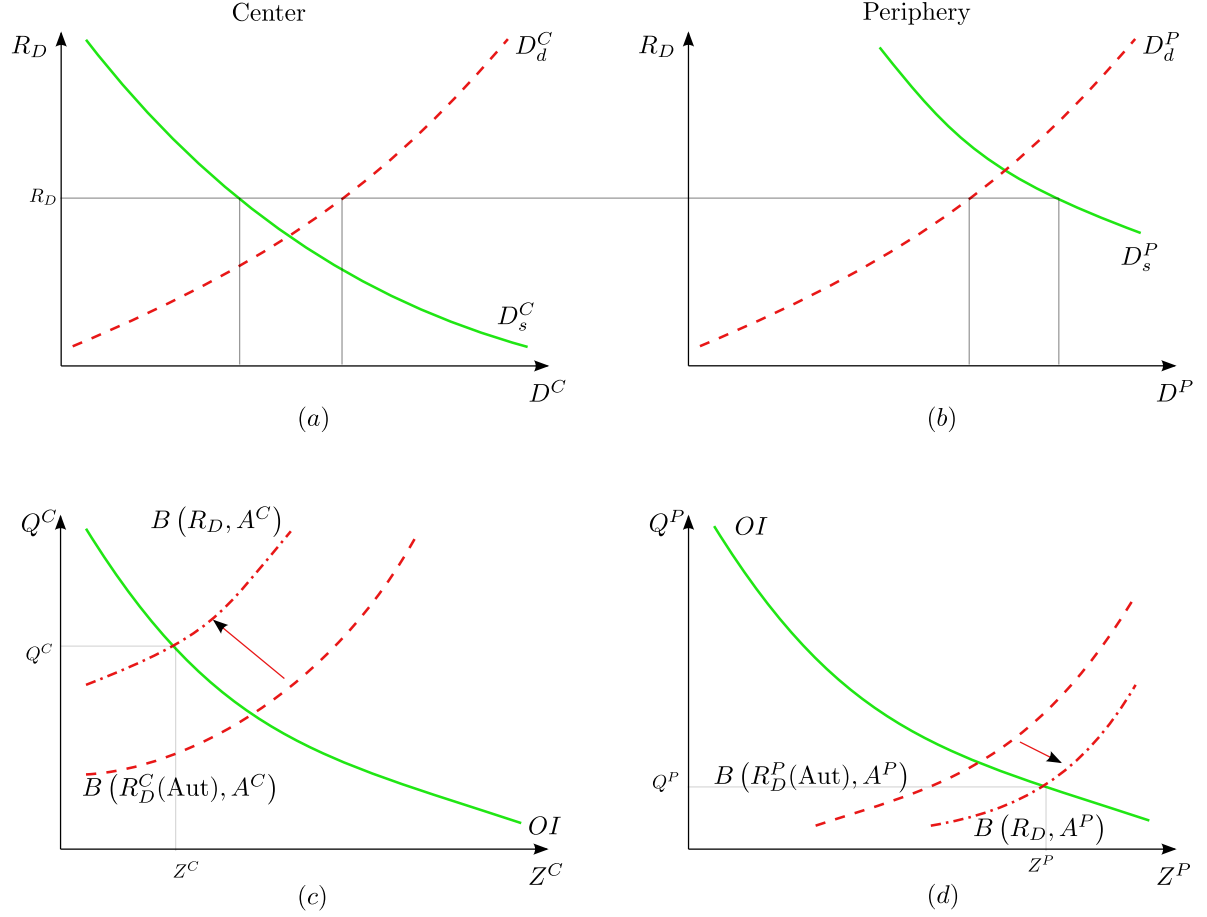 Center
Periphery
R_D
D_d^C
R_D
D_d^P
R_D
D_s^C
D_s^P
D^C
D^P
(a)
(b)
Q^C
B (R_D, A^C)
Q^P
OI
Q^C
B (R_D^C(Aut), A^C)
Q^P
B (R_D^P(Aut), A^P)
OI
B (R_D, A^P)
Z^C
Z^C
Z^P
Z^P
(c)
(d)